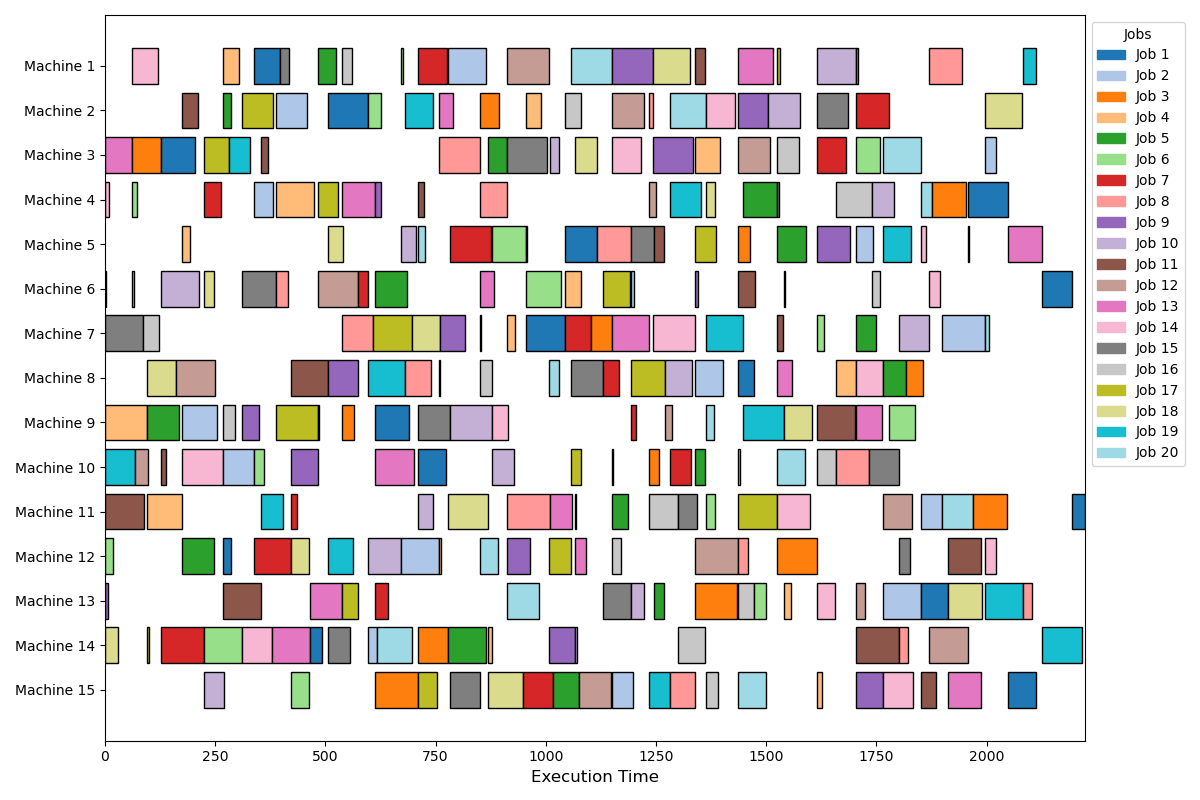 Machine 1
Machine 2
Machine 3
Machine 4
Machine 5
Machine 6
Machine 7
Machine 8
Machine 9
Machine 10
Machine 11
Machine 12
Machine 13
Machine 14
Machine 15
0 250 500 750 1000 1250 1500 1750 2000
Execution Time
Jobs
Job 1
Job 2
Job 3
Job 4
Job 5
Job 6
Job 7
Job 8
Job 9
Job 10
Job 11
Job 12
Job 13
Job 14
Job 15
Job 16
Job 17
Job 18
Job 19
Job 20